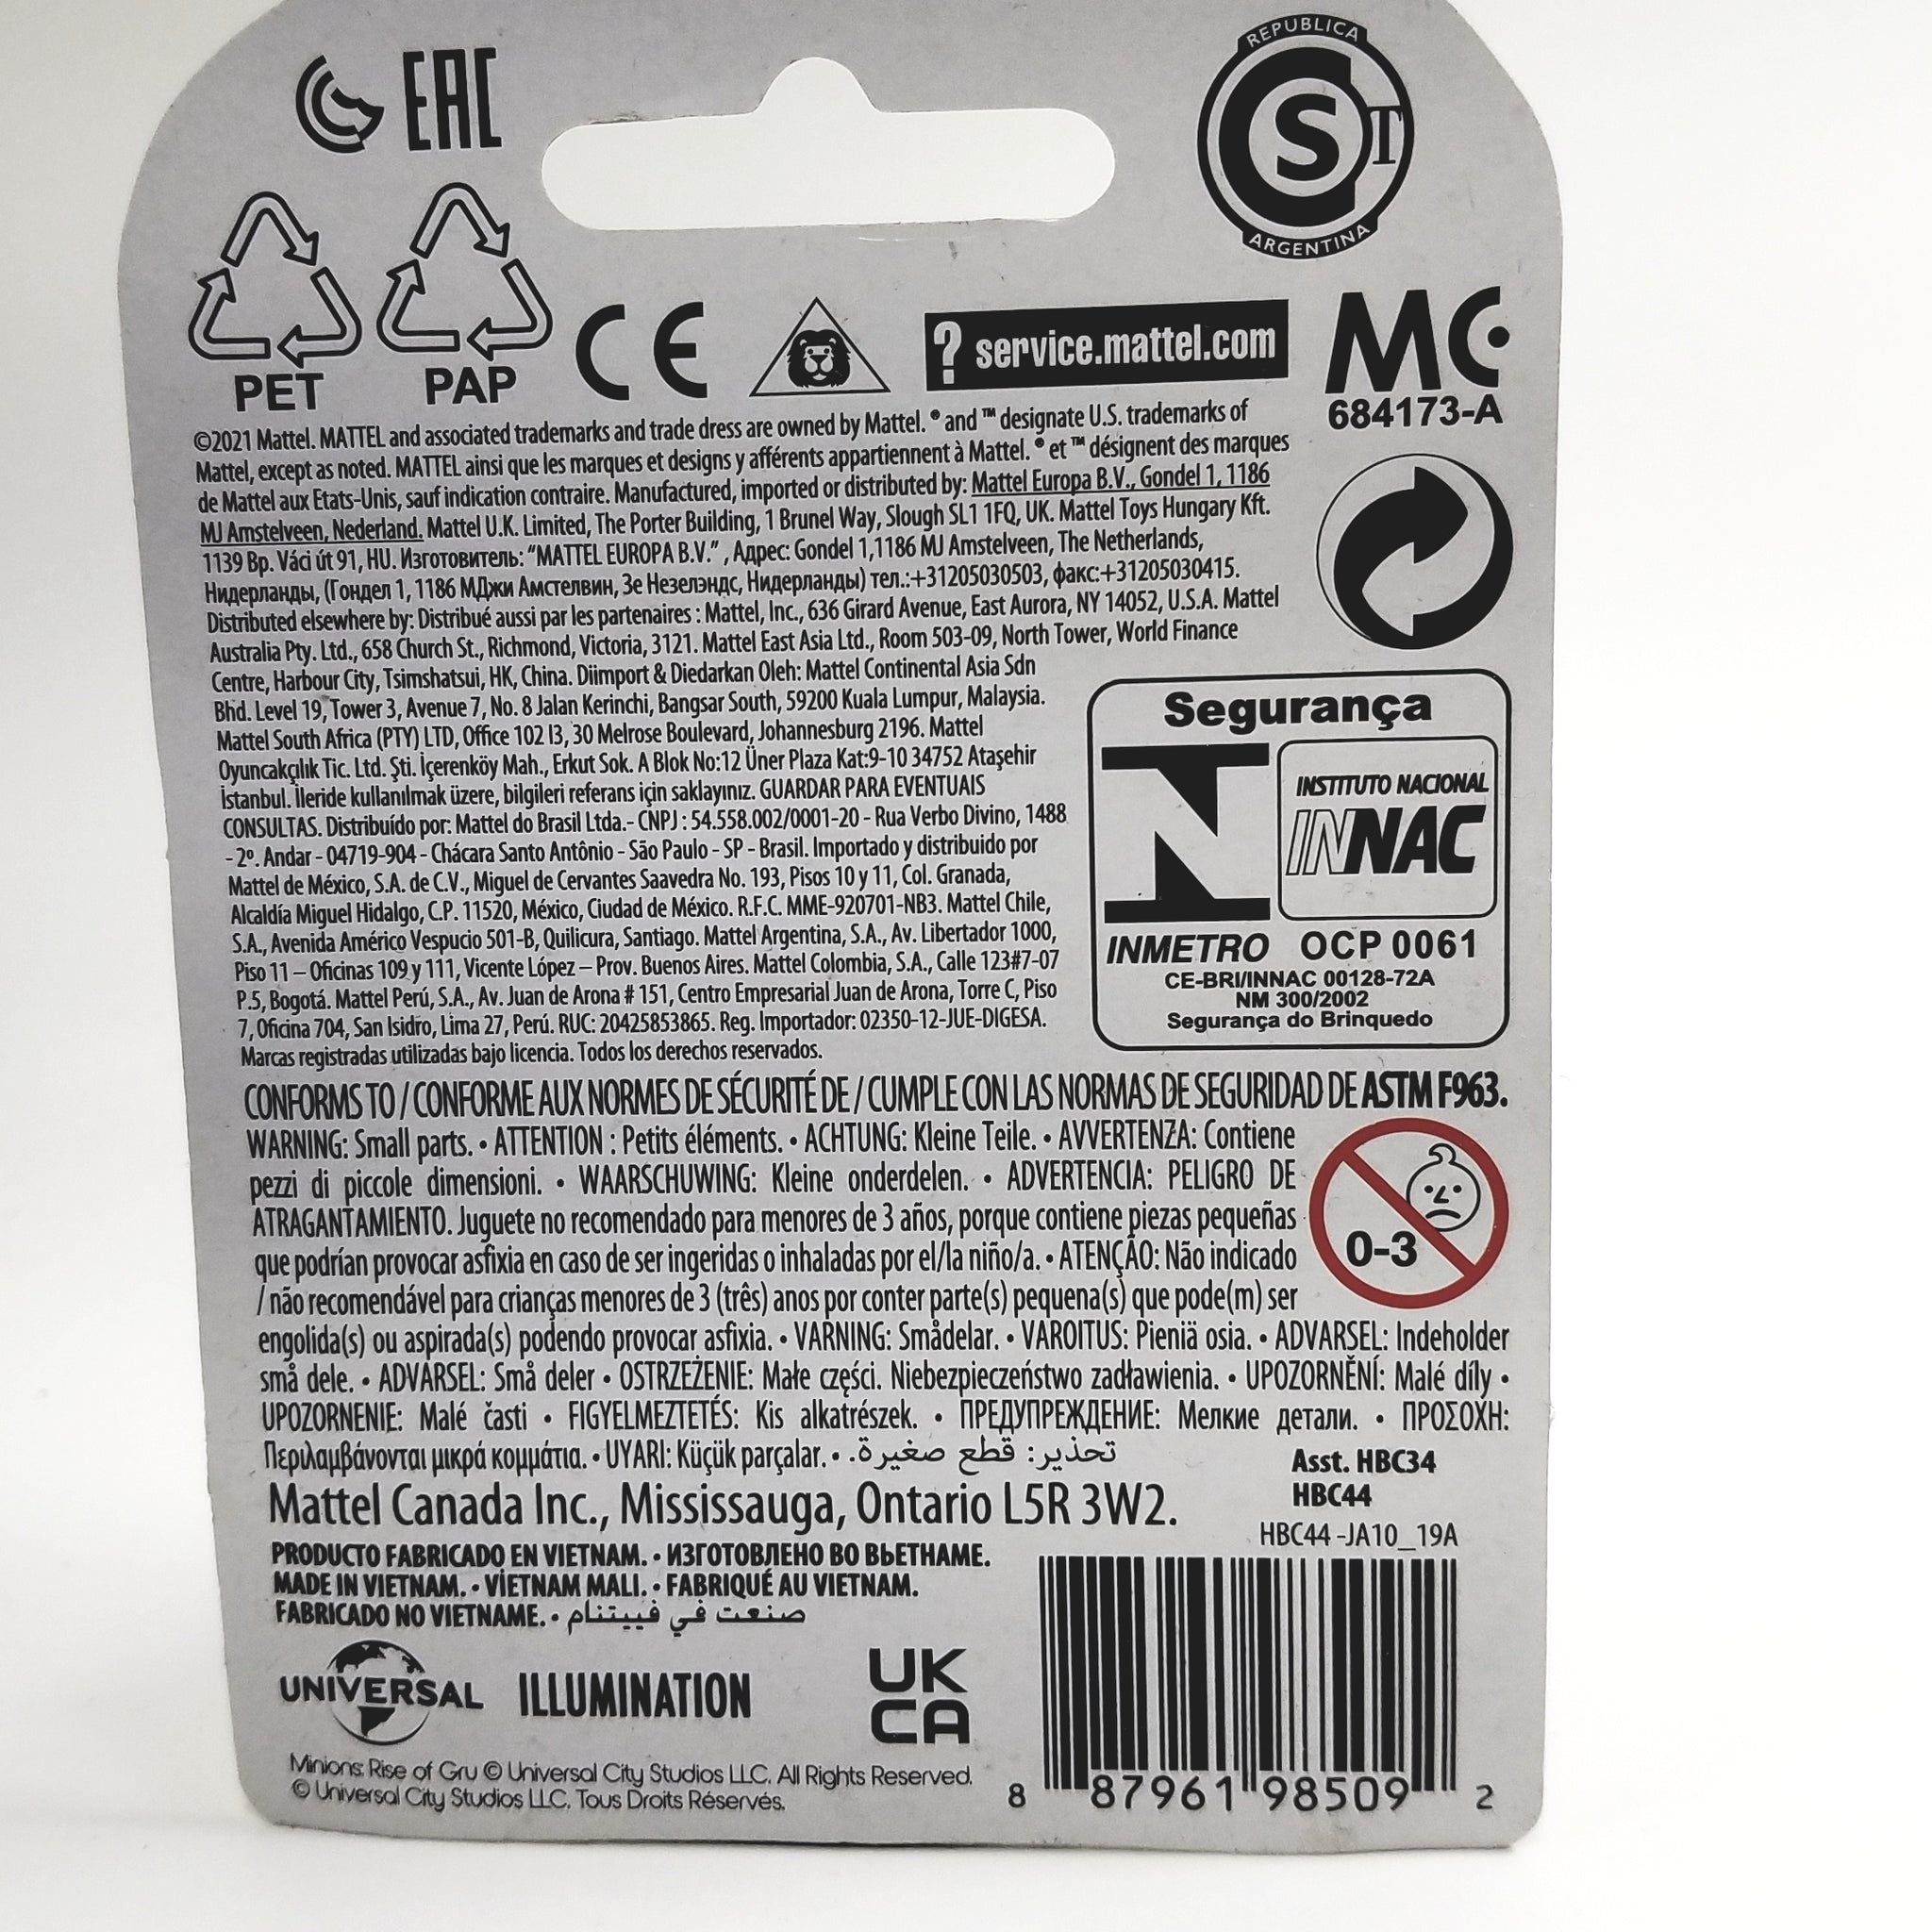 EAC
REPUBLICA
S
T
ARGENTINA
PET
PAP
CE
? service.mattel.com
MC
684173-A
©2021 Mattel. MATTEL and associated trademarks and trade dress are owned by Mattel. ® and ™ designate U.S. trademarks of
Mattel, except as noted. MATTEL ainsi que les marques et designs y afférents appartiennent à Mattel. ® et ™ désignent des marques
de Mattel aux Etats-Unis, sauf indication contraire. Manufactured, imported or distributed by: Mattel Europa B.V., Gondel 1, 1186
MJ Amstelveen, Nederland. Mattel U.K. Limited, The Porter Building, 1 Brunel Way, Slough SL1 1FQ, UK. Mattel Toys Hungary Kft.
1139 Bp. Váci út 91, HU. Изготовитель: “MATTEL EUROPA B.V.” , Адрес: Gondel 1,1186 MJ Amstelveen, The Netherlands,
Нидерланды, (Гондел 1, 1186 МДжи Амстелвин, Зе Незелэндс, Нидерланды) тел.:+31205030503, факс:+31205030415.
Distributed elsewhere by: Distribué aussi par les partenaires : Mattel, Inc., 636 Girard Avenue, East Aurora, NY 14052, U.S.A. Mattel
Australia Pty. Ltd., 658 Church St., Richmond, Victoria, 3121. Mattel East Asia Ltd., Room 503-09, North Tower, World Finance
Centre, Harbour City, Tsimshatsui, HK, China. Diimport & Diedarkan Oleh: Mattel Continental Asia Sdn
Bhd. Level 19, Tower 3, Avenue 7, No. 8 Jalan Kerinchi, Bangsar South, 59200 Kuala Lumpur, Malaysia.
Mattel South Africa (PTY) LTD, Office 102 I3, 30 Melrose Boulevard, Johannesburg 2196. Mattel
Oyuncakçılık Tic. Ltd. Şti. İçerenköy Mah., Erkut Sok. A Blok No:12 Üner Plaza Kat:9-10 34752 Ataşehir
İstanbul. İleride kullanılmak üzere, bilgileri referans için saklayınız. GUARDAR PARA EVENTUAIS
CONSULTAS. Distribuído por: Mattel do Brasil Ltda.- CNPJ : 54.558.002/0001-20 - Rua Verbo Divino, 1488
- 2º. Andar - 04719-904 - Chácara Santo Antônio - São Paulo - SP - Brasil. Importado y distribuido por
Mattel de México, S.A. de C.V., Miguel de Cervantes Saavedra No. 193, Pisos 10 y 11, Col. Granada,
Alcaldía Miguel Hidalgo, C.P. 11520, México, Ciudad de México. R.F.C. MME-920701-NB3. Mattel Chile,
S.A., Avenida Américo Vespucio 501-B, Quilicura, Santiago. Mattel Argentina, S.A., Av. Libertador 1000,
Piso 11 – Oficinas 109 y 111, Vicente López – Prov. Buenos Aires. Mattel Colombia, S.A., Calle 123#7-07
P.5, Bogotá. Mattel Perú, S.A., Av. Juan de Arona # 151, Centro Empresarial Juan de Arona, Torre C, Piso
7, Oficina 704, San Isidro, Lima 27, Perú. RUC: 20425853865. Reg. Importador: 02350-12-JUE-DIGESA.
Marcas registradas utilizadas bajo licencia. Todos los derechos reservados.
Segurança
INSTITUTO NACIONAL
INNAC
INMETRO OCP 0061
CE-BRI/INNAC 00128-72A
NM 300/2002
Segurança do Brinquedo
CONFORMS TO / CONFORME AUX NORMES DE SÉCURITÉ DE / CUMPLE CON LAS NORMAS DE SEGURIDAD DE ASTM F963.
WARNING: Small parts. • ATTENTION : Petits éléments. • ACHTUNG: Kleine Teile. • AVVERTENZA: Contiene
pezzi di piccole dimensioni. • WAARSCHUWING: Kleine onderdelen. • ADVERTENCIA: PELIGRO DE
ATRAGANTAMIENTO. Juguete no recomendado para menores de 3 años, porque contiene piezas pequeñas
que podrían provocar asfixia en caso de ser ingeridas o inhaladas por el/la niño/a. • ATENÇÃO: Não indicado
/ não recomendável para crianças menores de 3 (três) anos por conter parte(s) pequena(s) que pode(m) ser
engolida(s) ou aspirada(s) podendo provocar asfixia. • VARNING: Smådelar. • VAROITUS: Pieniä osia. • ADVARSEL: Indeholder
små dele. • ADVARSEL: Små deler • OSTRZEŻENIE: Małe części. Niebezpieczeństwo zadławienia. • UPOZORNĚNÍ: Malé díly •
UPOZORNENIE: Malé časti • FIGYELMEZTETÉS: Kis alkatrészek. • ПРЕДУПРЕЖДЕНИЕ: Мелкие детали. • ΠΡΟΣΟΧΗ:
Περιλαμβάνονται μικρά κομμάτια. • UYARI: Küçük parçalar. • تحذير: قطع صغيرة.
0-3
Asst. HBC34
HBC44
HBC44 -JA10_19A
Mattel Canada Inc., Mississauga, Ontario L5R 3W2.
PRODUCTO FABRICADO EN VIETNAM. • ИЗГОТОВЛЕНО ВО ВЬЕТНАМЕ.
MADE IN VIETNAM. • VİETNAM MALI. • FABRIQUÉ AU VIETNAM.
FABRICADO NO VIETNAME. • صنعت في فييتنام
UNIVERSAL
ILLUMINATION
UK
CA
Minions: Rise of Gru © Universal City Studios LLC. All Rights Reserved.
© Universal City Studios LLC. Tous Droits Réservés.
8 87961 98509 2